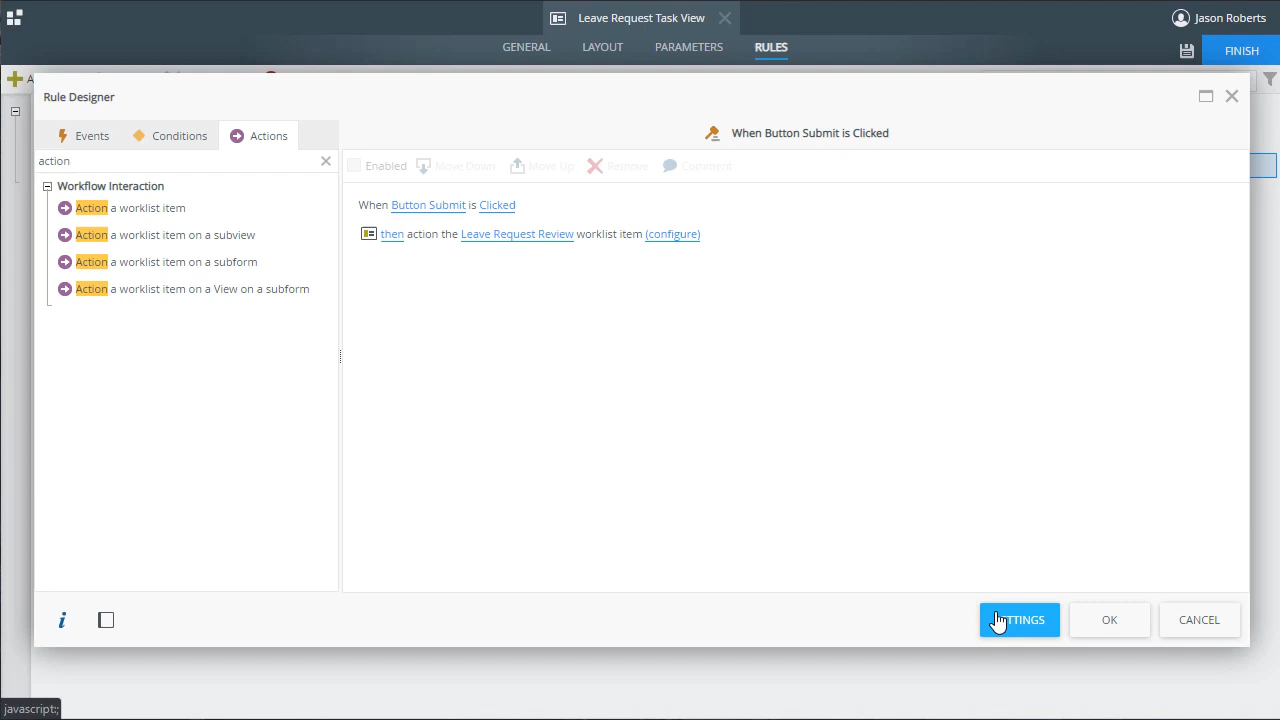 Leave Request Task View
Jason Roberts
GENERAL LAYOUT PARAMETERS RULES
FINISH
Rule Designer
Events Conditions Actions
When Button Submit is Clicked
action
Enabled Move Down Move Up Remove Comment
Workflow Interaction
Action a worklist item
Action a worklist item on a subview
Action a worklist item on a subform
Action a worklist item on a View on a subform
When Button Submit is Clicked
then action the Leave Request Review worklist item (configure)
i
OK CANCEL
javascript:;